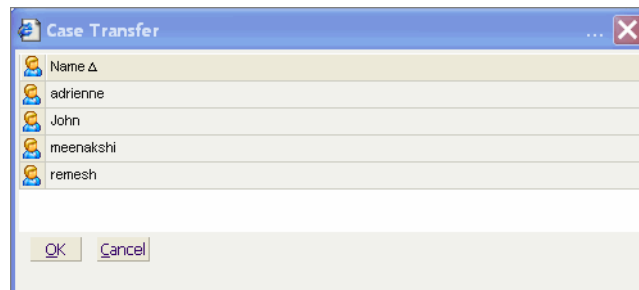 Case Transfer ...
Name Δ
adrienne
John
meenakshi
remesh
OK Cancel